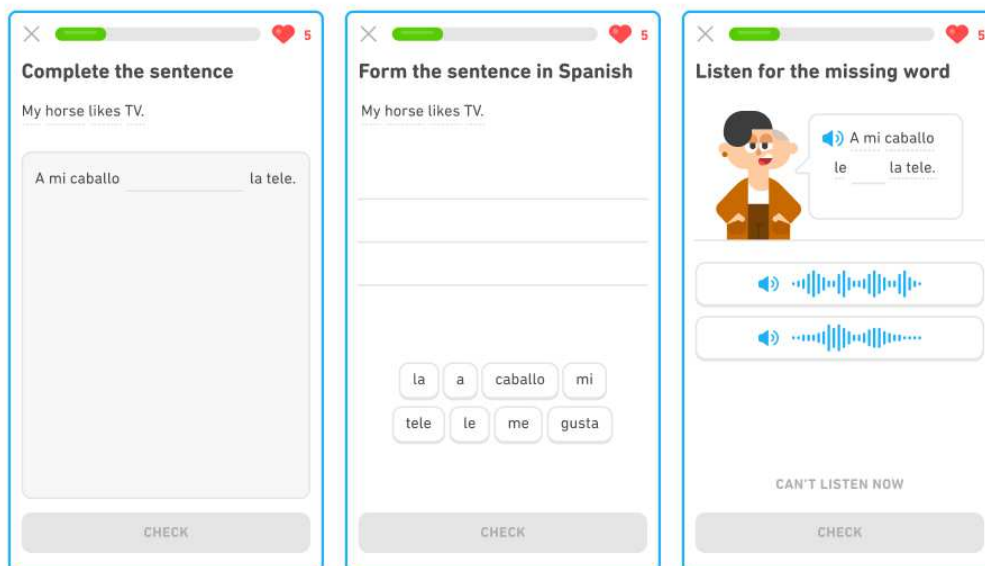 5
Complete the sentence
My horse likes TV.
A mi caballo ____ la tele.
CHECK
5
Form the sentence in Spanish
My horse likes TV.
la a caballo mi
tele le me gusta
CHECK
5
Listen for the missing word
A mi caballo
le ____ la tele.
CAN'T LISTEN NOW
CHECK